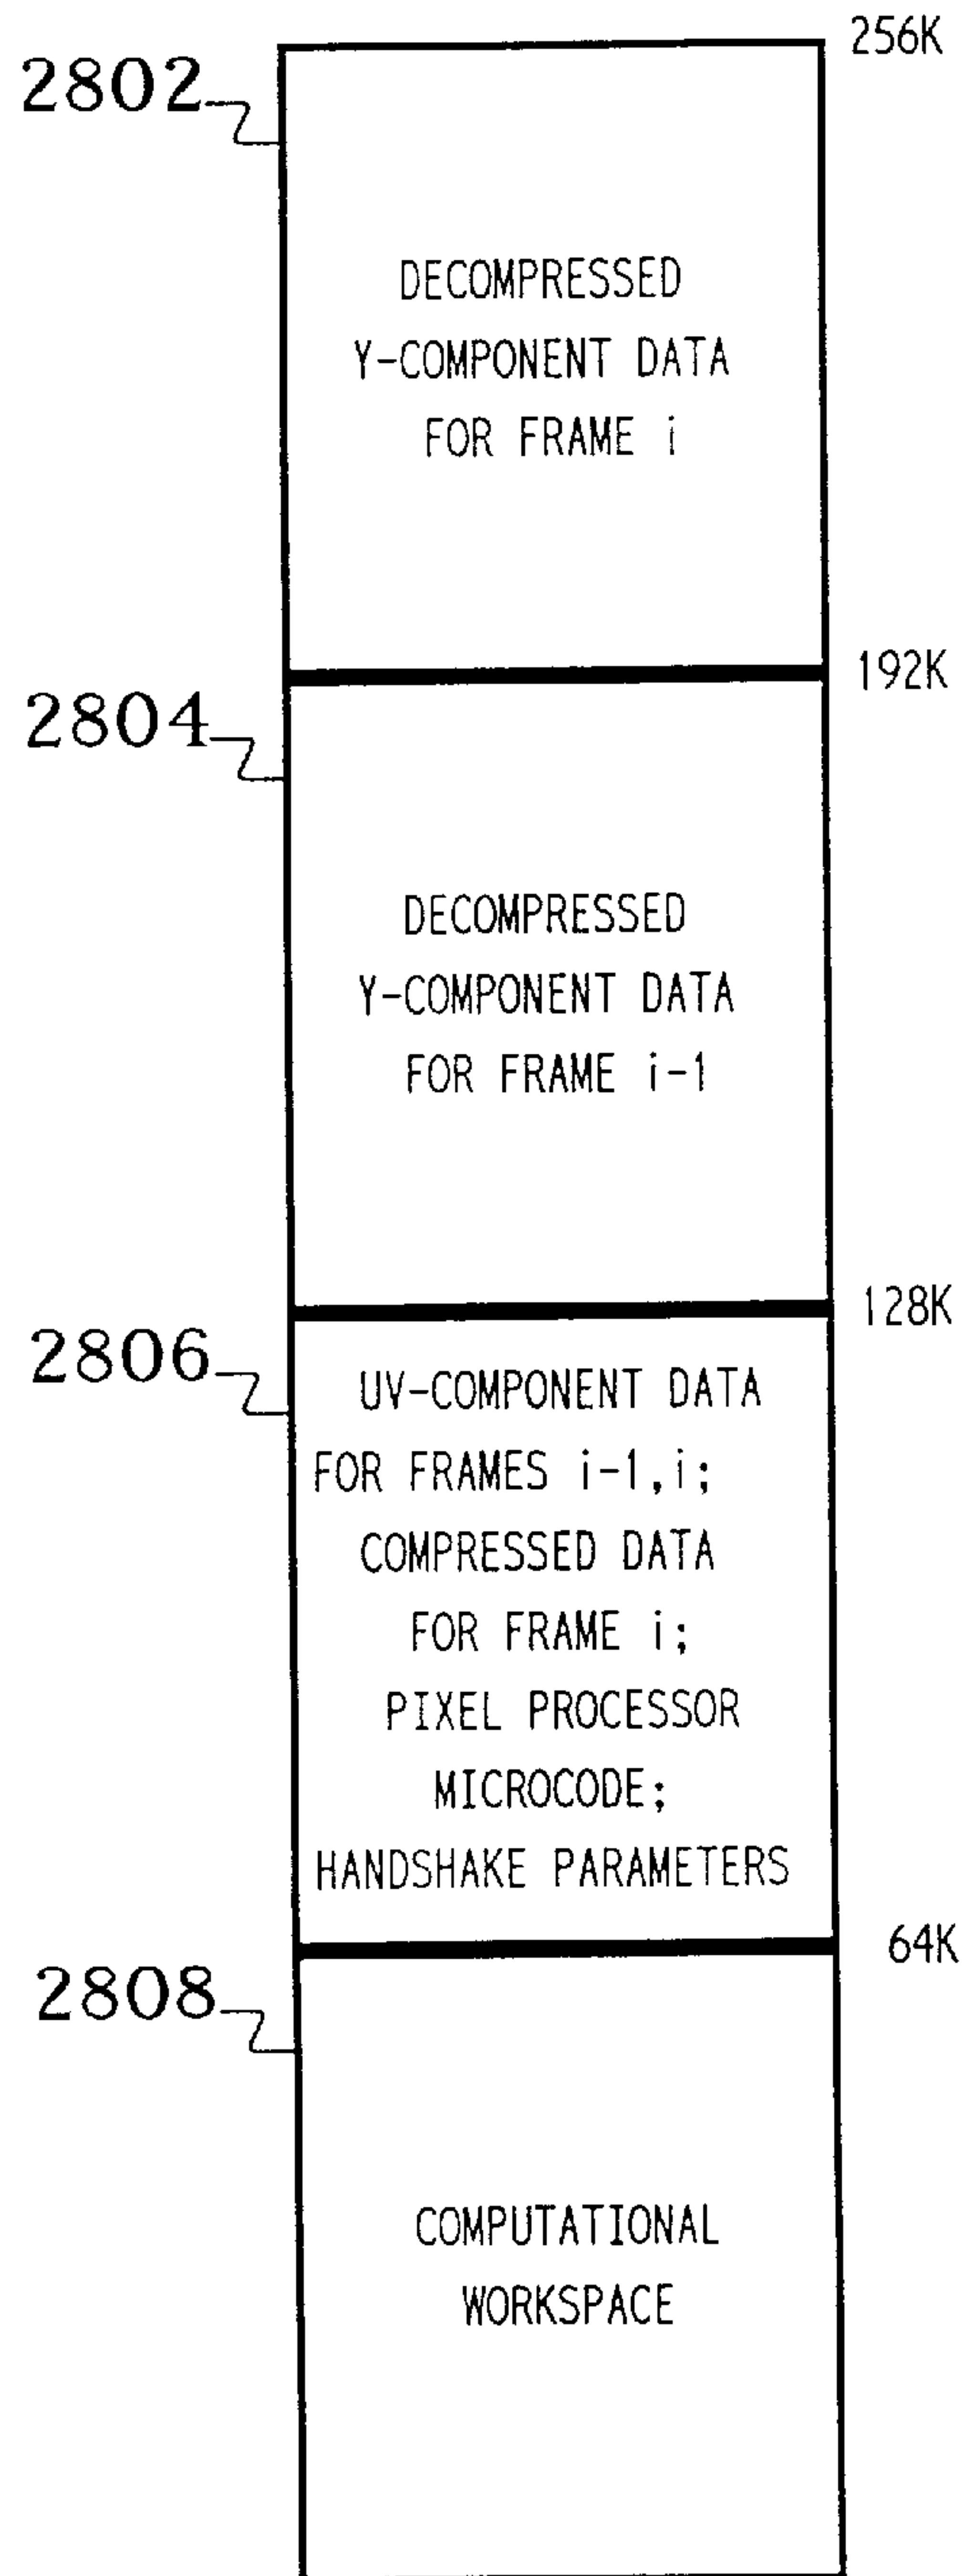 256K
2802
DECOMPRESSED
Y-COMPONENT DATA
FOR FRAME i
192K
2804
DECOMPRESSED
Y-COMPONENT DATA
FOR FRAME i-1
128K
2806
UV-COMPONENT DATA
FOR FRAMES i-1,i;
COMPRESSED DATA
FOR FRAME i;
PIXEL PROCESSOR
MICROCODE;
HANDSHAKE PARAMETERS
64K
2808
COMPUTATIONAL
WORKSPACE